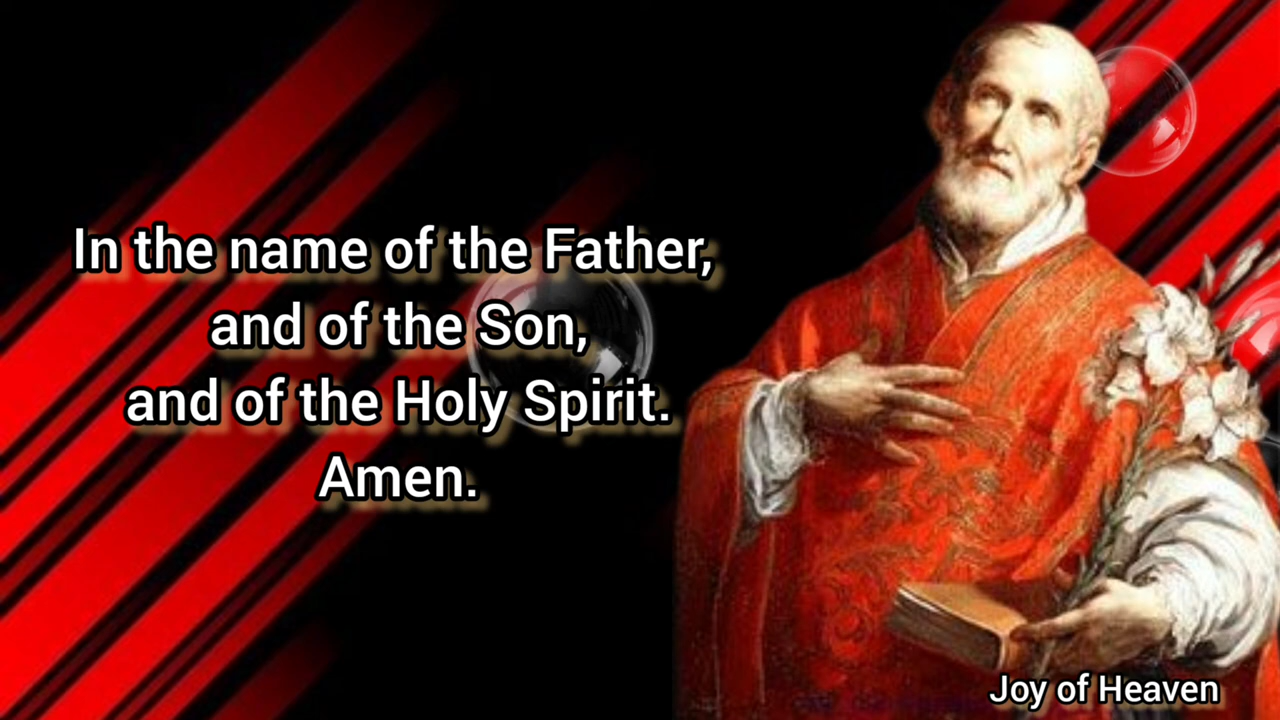 In the name of the Father,
and of the Son,
and of the Holy Spirit.
Amen.
Joy of Heaven